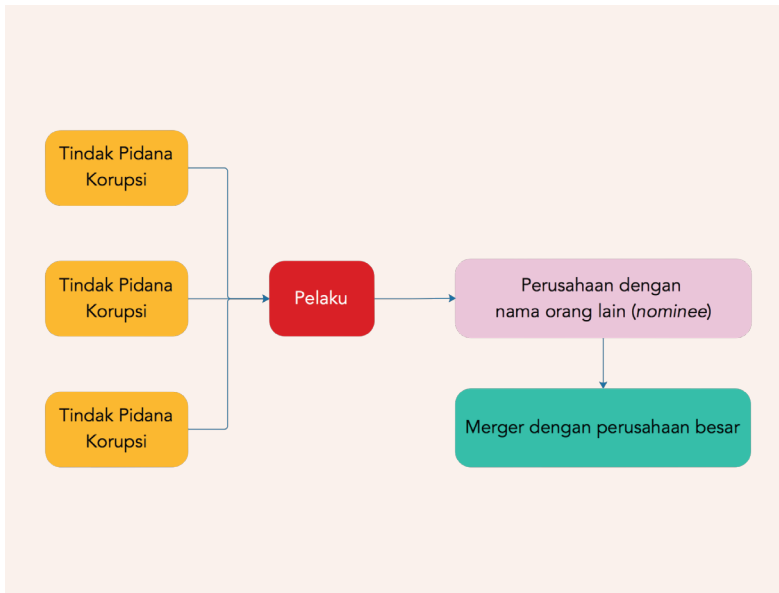 Tindak Pidana
Korupsi
Tindak Pidana
Korupsi
Tindak Pidana
Korupsi
Pelaku
Perusahaan dengan
nama orang lain (nominee)
Merger dengan perusahaan besar